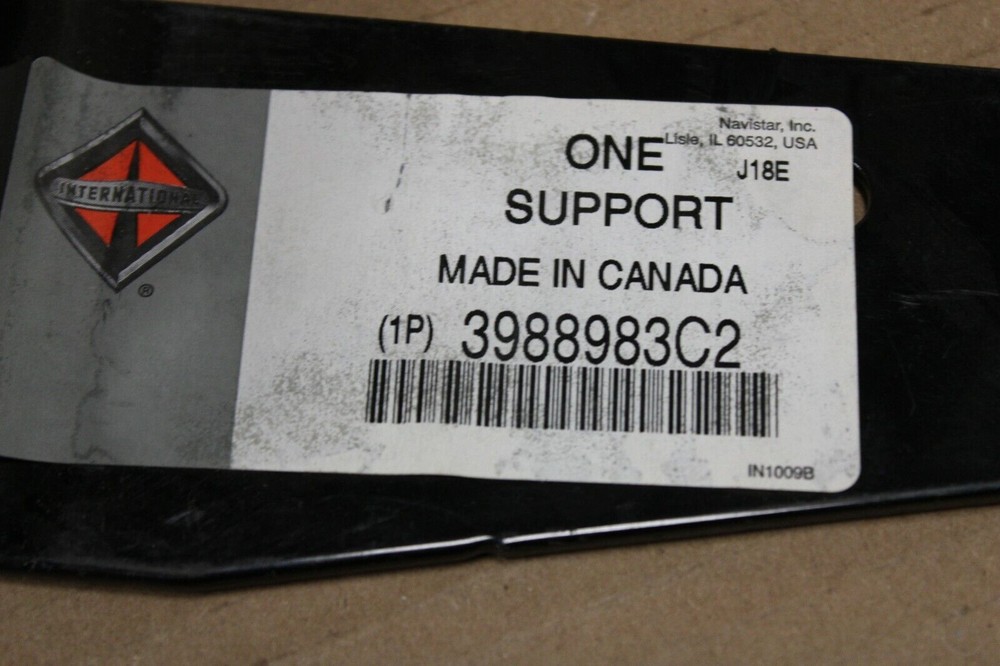 INTERNATIONAL
®
Navistar, Inc.
Lisle, IL 60532, USA
ONE
J18E
SUPPORT
MADE IN CANADA
(1P) 3988983C2
IN1009B